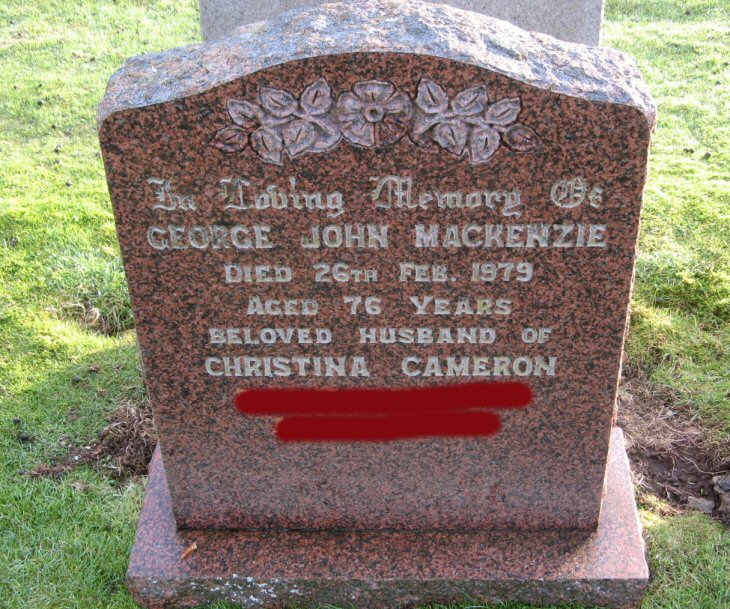 In Loving Memory Of
GEORGE JOHN MACKENZIE
DIED 26TH FEB. 1979
AGED 76 YEARS
BELOVED HUSBAND OF
CHRISTINA CAMERON